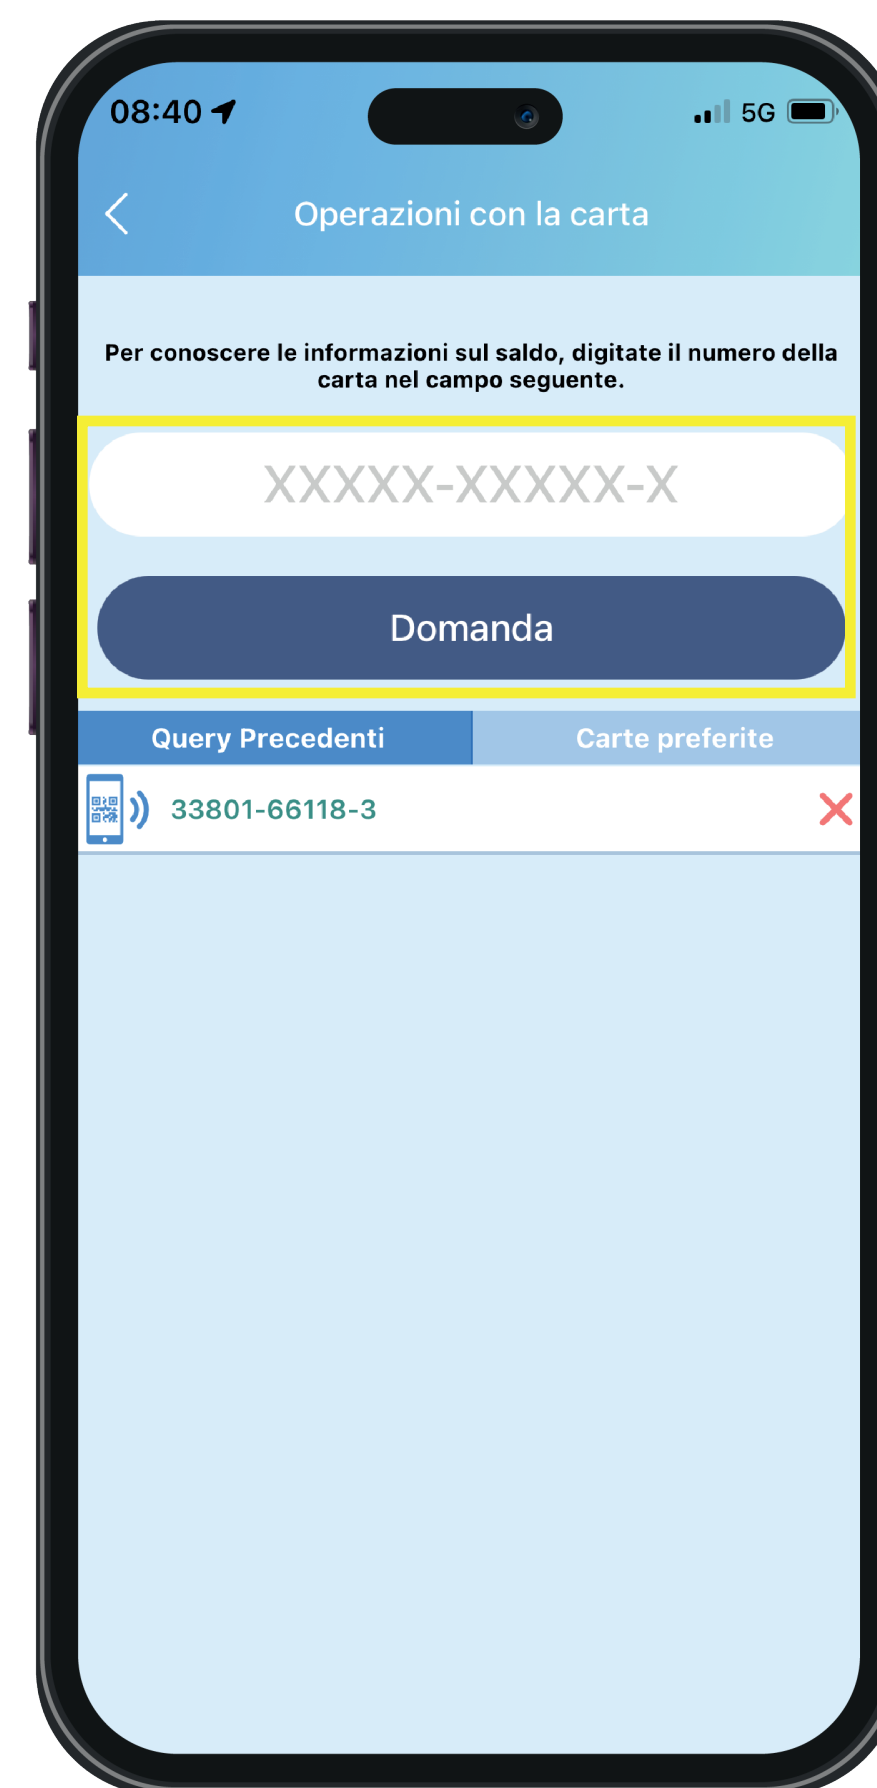 08:40
5G
Operazioni con la carta
Per conoscere le informazioni sul saldo, digitate il numero della
carta nel campo seguente.
XXXXX-XXXXX-X
Domanda
Query Precedenti
Carte preferite
33801-66118-3